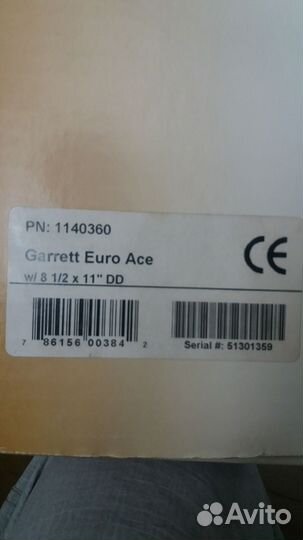 PN: 1140360
Garrett Euro Ace
w/ 8 1/2 x 11" DD
CE
7 86156 00384 2
Serial #: 51301359
Avito